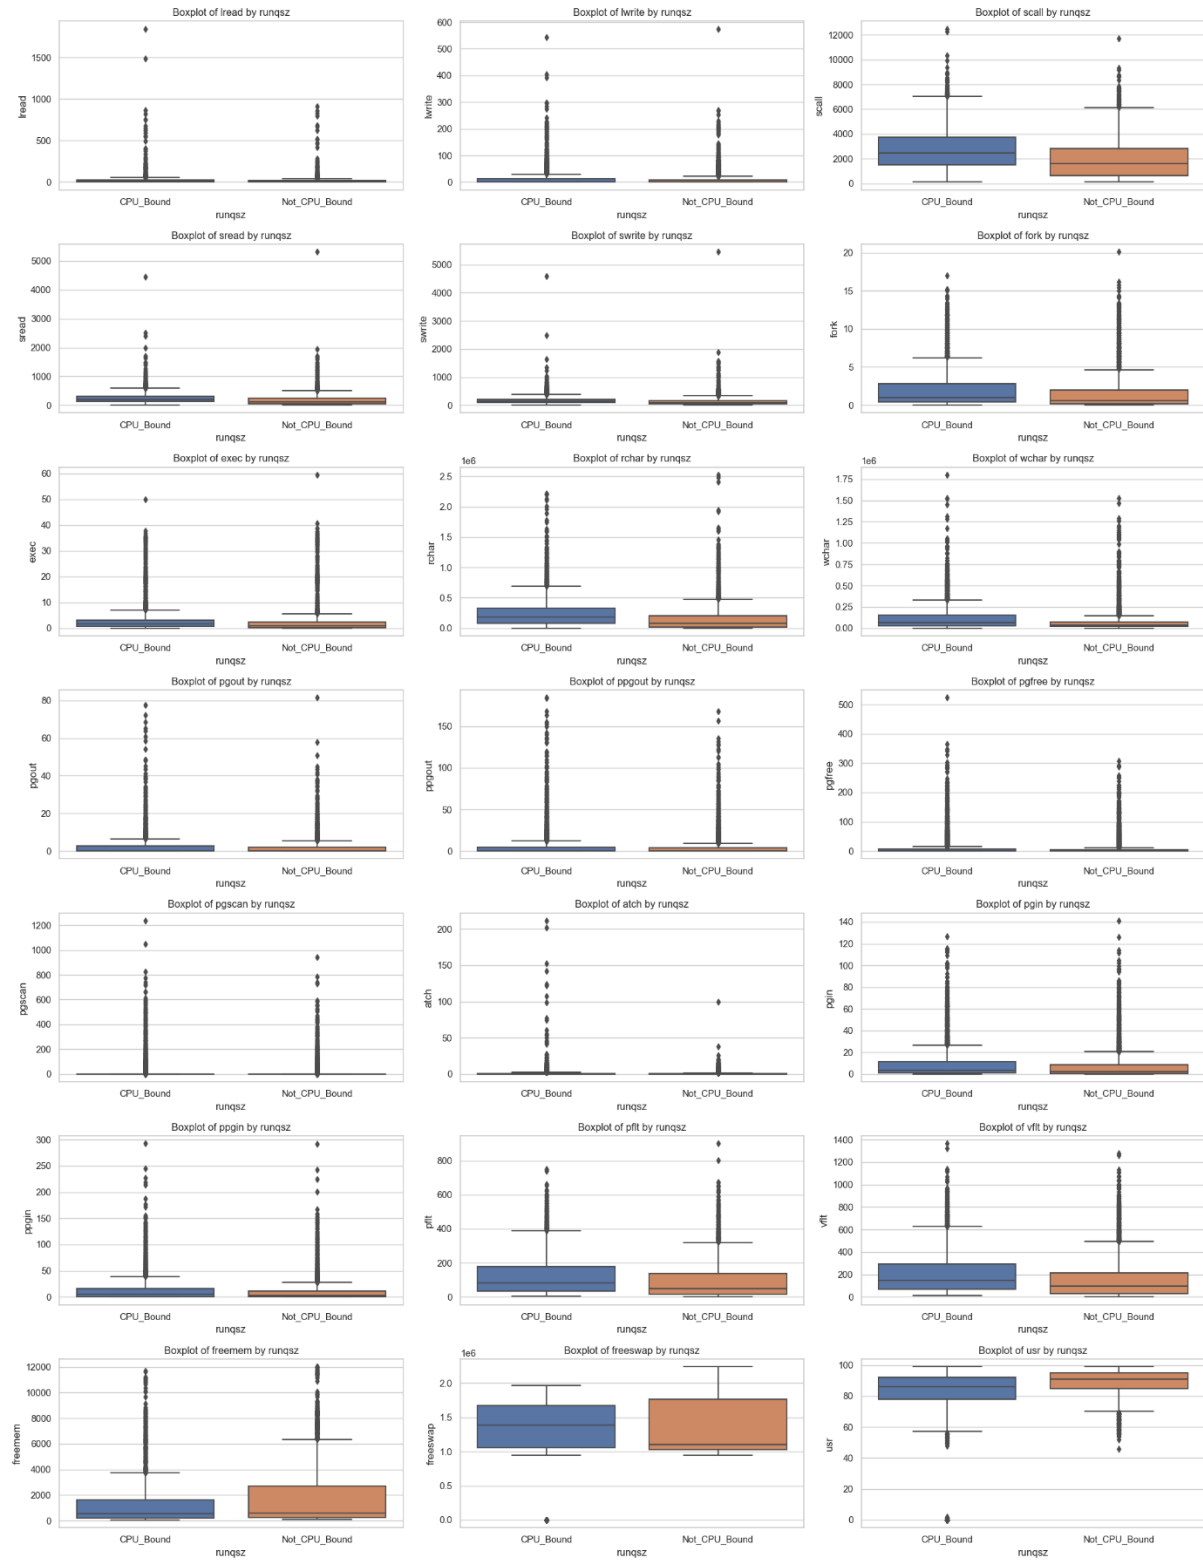 Boxplot of lread by runqsz
1500
1000
500
0
lread
CPU_Bound Not_CPU_Bound
runqsz
Boxplot of lwrite by runqsz
600
500
400
300
200
100
0
lwrite
CPU_Bound Not_CPU_Bound
runqsz
Boxplot of scall by runqsz
12000
10000
8000
6000
4000
2000
0
scall
CPU_Bound Not_CPU_Bound
runqsz
Boxplot of sread by runqsz
5000
4000
3000
2000
1000
0
sread
CPU_Bound Not_CPU_Bound
runqsz
Boxplot of swrite by runqsz
5000
4000
3000
2000
1000
0
swrite
CPU_Bound Not_CPU_Bound
runqsz
Boxplot of fork by runqsz
20
15
10
5
0
fork
CPU_Bound Not_CPU_Bound
runqsz
Boxplot of exec by runqsz
60
50
40
30
20
10
0
exec
CPU_Bound Not_CPU_Bound
runqsz
Boxplot of rchar by runqsz
1e6
2.5
2.0
1.5
1.0
0.5
0.0
rchar
CPU_Bound Not_CPU_Bound
runqsz
Boxplot of wchar by runqsz
1e6
1.75
1.50
1.25
1.00
0.75
0.50
0.25
0.00
wchar
CPU_Bound Not_CPU_Bound
runqsz
Boxplot of pgout by runqsz
80
60
40
20
0
pgout
CPU_Bound Not_CPU_Bound
runqsz
Boxplot of ppgout by runqsz
150
100
50
0
ppgout
CPU_Bound Not_CPU_Bound
runqsz
Boxplot of pgfree by runqsz
500
400
300
200
100
0
pgfree
CPU_Bound Not_CPU_Bound
runqsz
Boxplot of pgscan by runqsz
1200
1000
800
600
400
200
0
pgscan
CPU_Bound Not_CPU_Bound
runqsz
Boxplot of atch by runqsz
200
150
100
50
0
atch
CPU_Bound Not_CPU_Bound
runqsz
Boxplot of pgin by runqsz
140
120
100
80
60
40
20
0
pgin
CPU_Bound Not_CPU_Bound
runqsz
Boxplot of ppgin by runqsz
300
250
200
150
100
50
0
ppgin
CPU_Bound Not_CPU_Bound
runqsz
Boxplot of pflt by runqsz
800
600
400
200
0
pflt
CPU_Bound Not_CPU_Bound
runqsz
Boxplot of vflt by runqsz
1400
1200
1000
800
600
400
200
0
vflt
CPU_Bound Not_CPU_Bound
runqsz
Boxplot of freemem by runqsz
12000
10000
8000
6000
4000
2000
0
freemem
CPU_Bound Not_CPU_Bound
runqsz
Boxplot of freeswap by runqsz
1e6
2.0
1.5
1.0
0.5
0.0
freeswap
CPU_Bound Not_CPU_Bound
runqsz
Boxplot of usr by runqsz
100
80
60
40
20
0
usr
CPU_Bound Not_CPU_Bound
runqsz